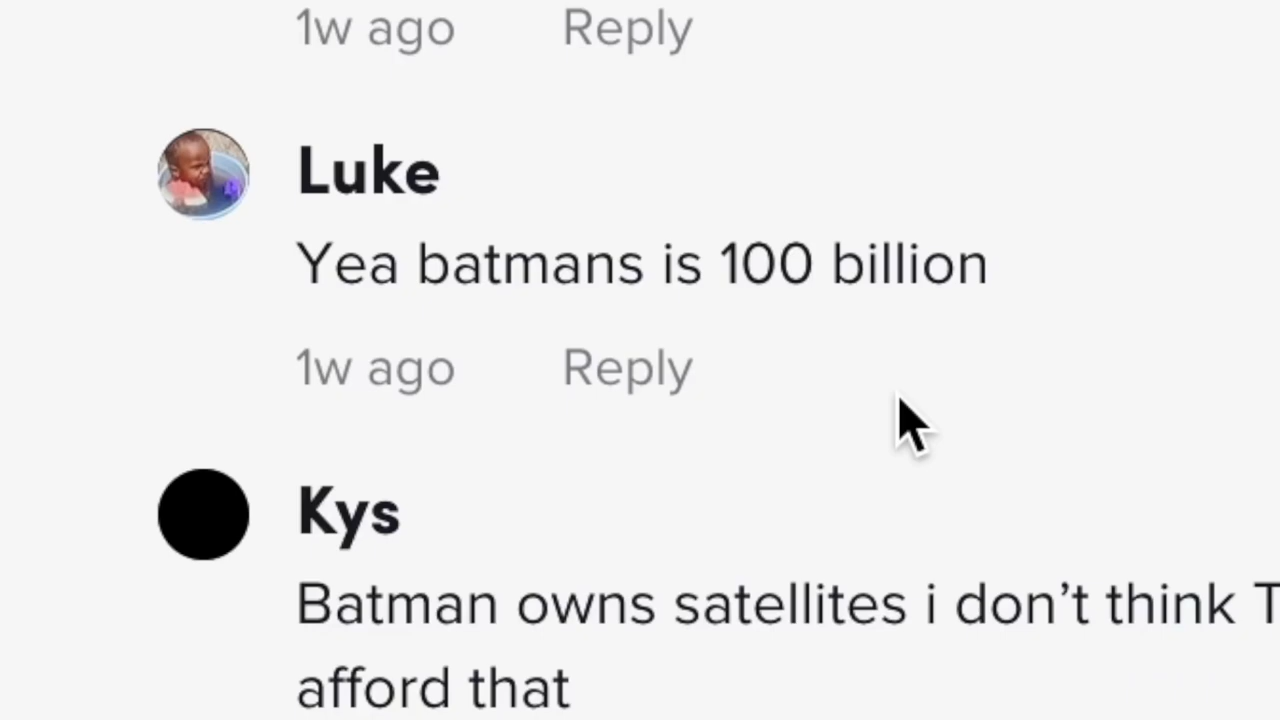 1w ago Reply
Luke
Yea batmans is 100 billion
1w ago Reply
Kys
Batman owns satellites i don’t think
afford that